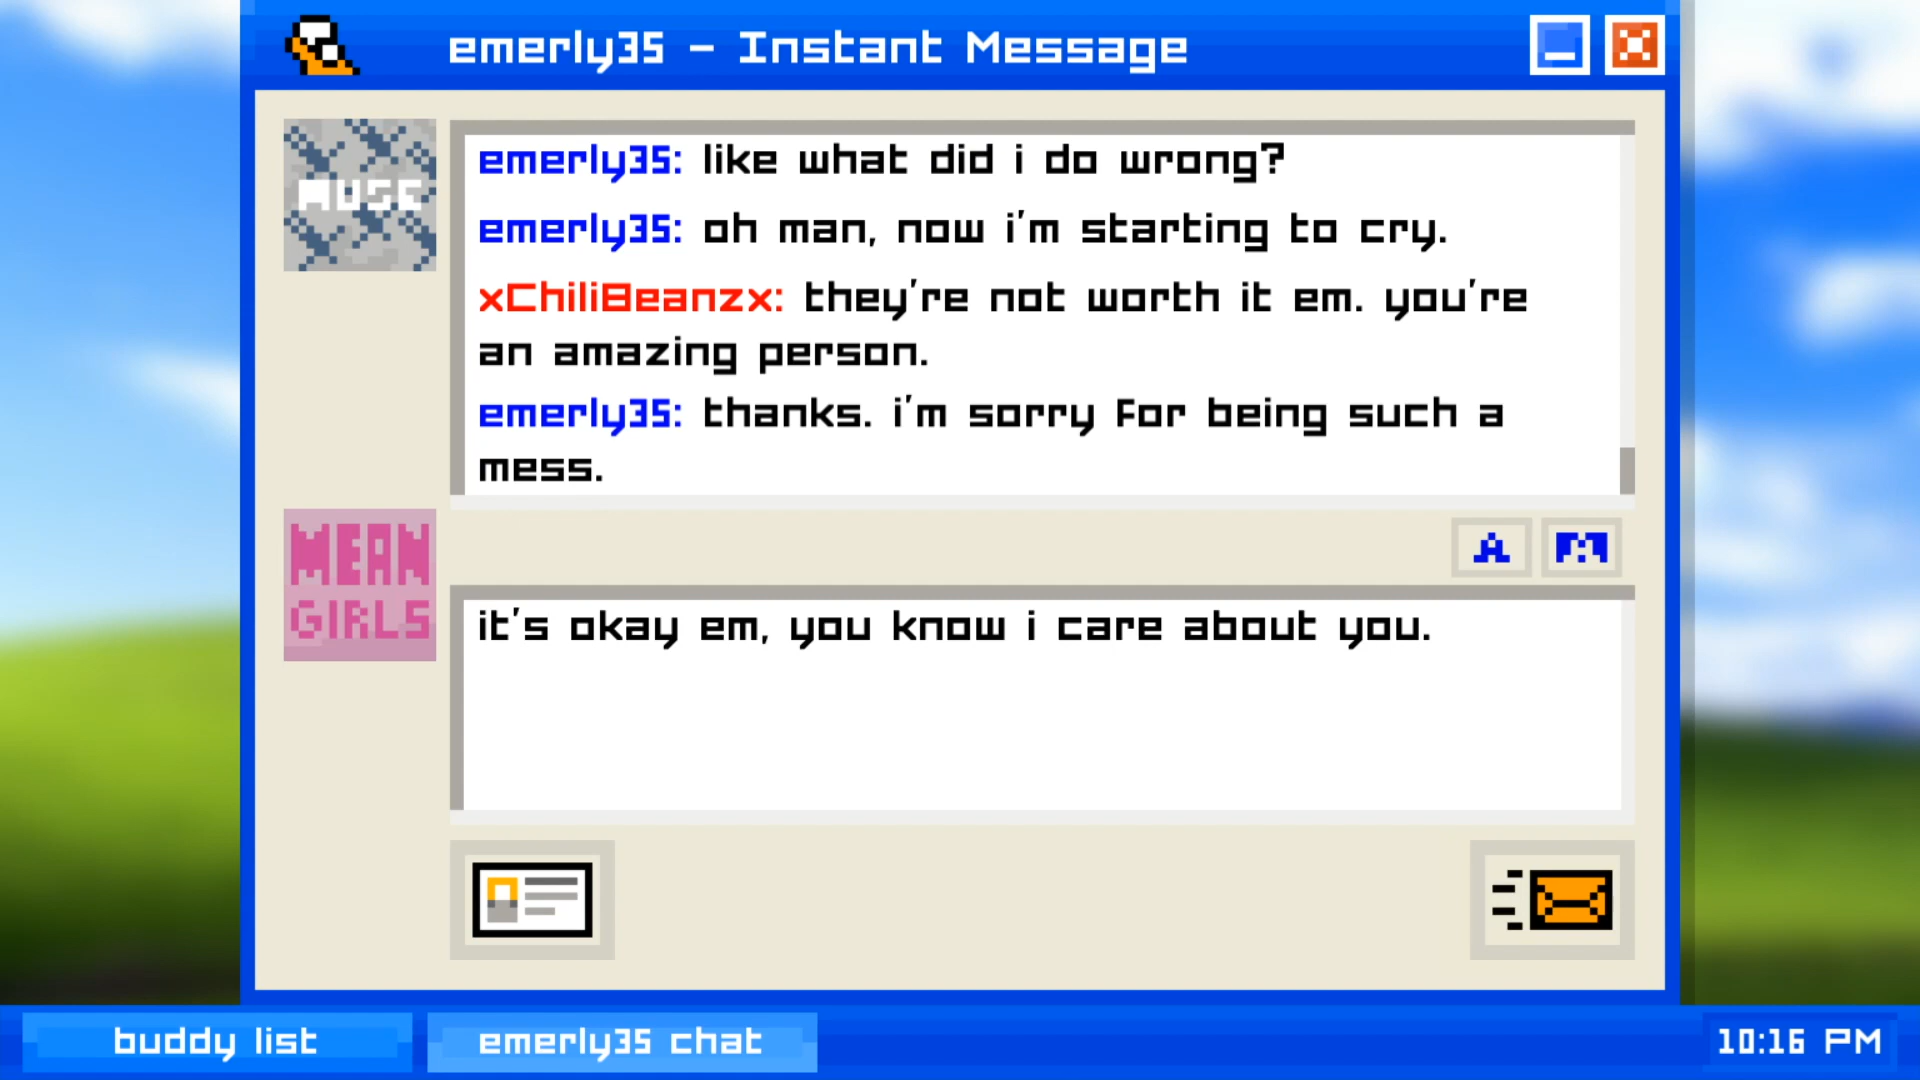 emerly35 - Instant Message
MUSE
emerly35: like what did i do wrong?
emerly35: oh man, now i'm starting to cry.
xChiliBeanzx: they're not worth it em. you're
an amazing person.
emerly35: thanks. i'm sorry for being such a
mess.
A M
MEAN
GIRLS
it's okay em, you know i care about you.
buddy list
emerly35 chat
10:16 PM